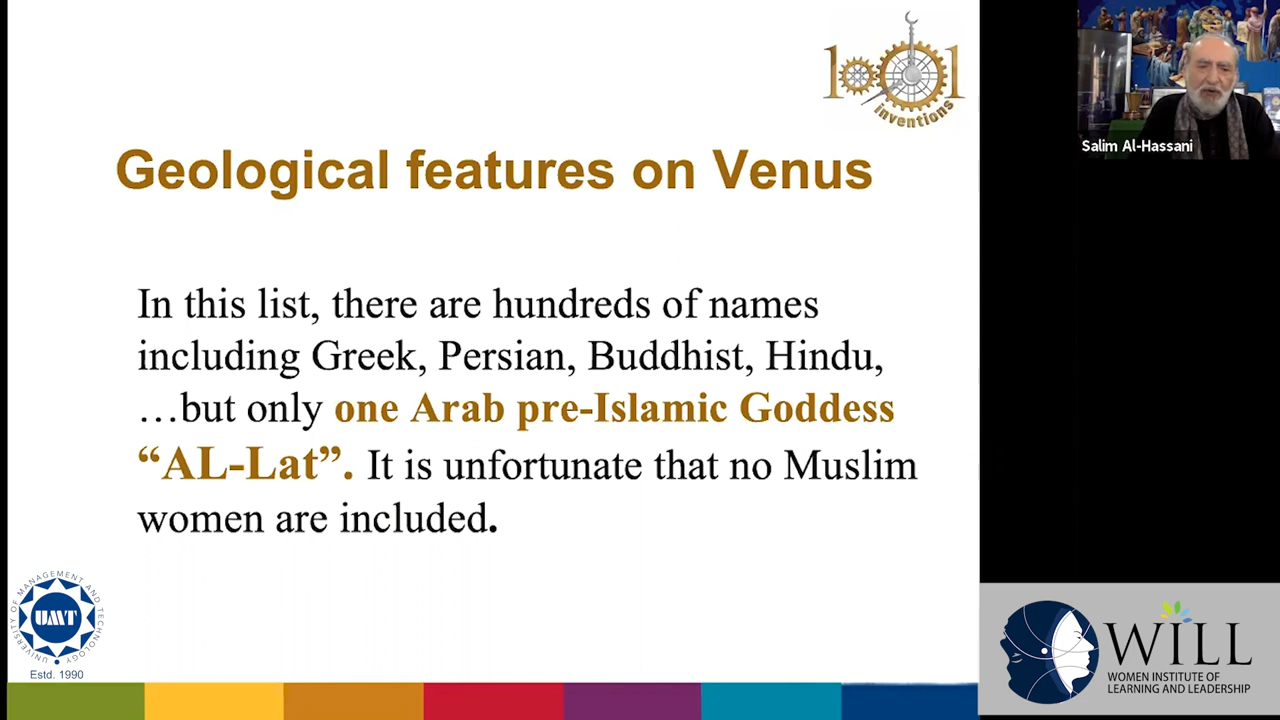 1001
inventions
Salim Al-Hassani
Geological features on Venus
In this list, there are hundreds of names
including Greek, Persian, Buddhist, Hindu,
…but only one Arab pre-Islamic Goddess
“AL-Lat”. It is unfortunate that no Muslim
women are included.
UNIVERSITY OF MANAGEMENT AND TECHNOLOGY
UMT
Estd. 1990
WILL
WOMEN INSTITUTE OF
LEARNING AND LEADERSHIP